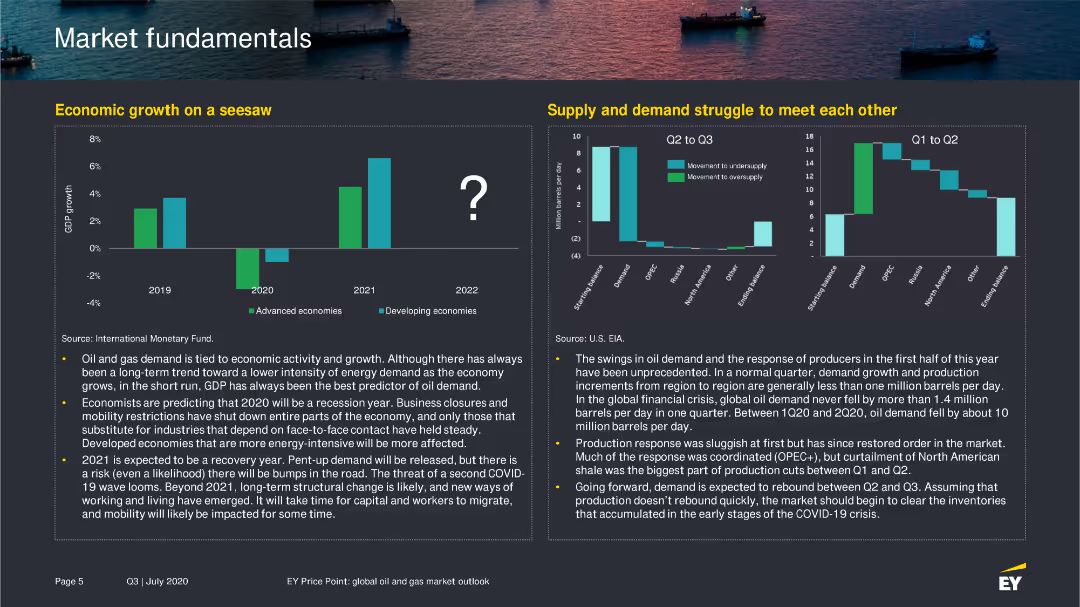 Market fundamentals
Economic growth on a seesaw
8%
6%
4%
2%
0%
-2%
-4%
GDP growth
?
2019
2020
2021
2022
Advanced economies
Developing economies
Source: International Monetary Fund.
• Oil and gas demand is tied to economic activity and growth. Although there has always
been a long-term trend toward a lower intensity of energy demand as the economy
grows, in the short run, GDP has always been the best predictor of oil demand.
• Economists are predicting that 2020 will be a recession year. Business closures and
mobility restrictions have shut down entire parts of the economy, and only those that
substitute for industries that depend on face-to-face contact have held steady.
Developed economies that are more energy-intensive will be more affected.
• 2021 is expected to be a recovery year. Pent-up demand will be released, but there is
a risk (even a likelihood) there will be bumps in the road. The threat of a second COVID-
19 wave looms. Beyond 2021, long-term structural change is likely, and new ways of
working and living have emerged. It will take time for capital and workers to migrate,
and mobility will likely be impacted for some time.
Supply and demand struggle to meet each other
Q2 to Q3
Million barrels per day
10
8
6
4
2
-
(2)
(4)
Movement to undersupply
Movement to oversupply
Starting balance
Demand
OPEC
Russia
North America
Other
Ending balance
Q1 to Q2
18
16
14
12
10
8
6
4
2
-
Starting balance
Demand
OPEC
Russia
North America
Other
Ending balance
Source: U.S. EIA.
• The swings in oil demand and the response of producers in the first half of this year
have been unprecedented. In a normal quarter, demand growth and production
increments from region to region are generally less than one million barrels per day.
In the global financial crisis, global oil demand never fell by more than 1.4 million
barrels per day in one quarter. Between 1Q20 and 2Q20, oil demand fell by about 10
million barrels per day.
• Production response was sluggish at first but has since restored order in the market.
Much of the response was coordinated (OPEC+), but curtailment of North American
shale was the biggest part of production cuts between Q1 and Q2.
• Going forward, demand is expected to rebound between Q2 and Q3. Assuming that
production doesn't rebound quickly, the market should begin to clear the inventories
that accumulated in the early stages of the COVID-19 crisis.
Page 5
Q3 | July 2020
EY Price Point: global oil and gas market outlook
EY